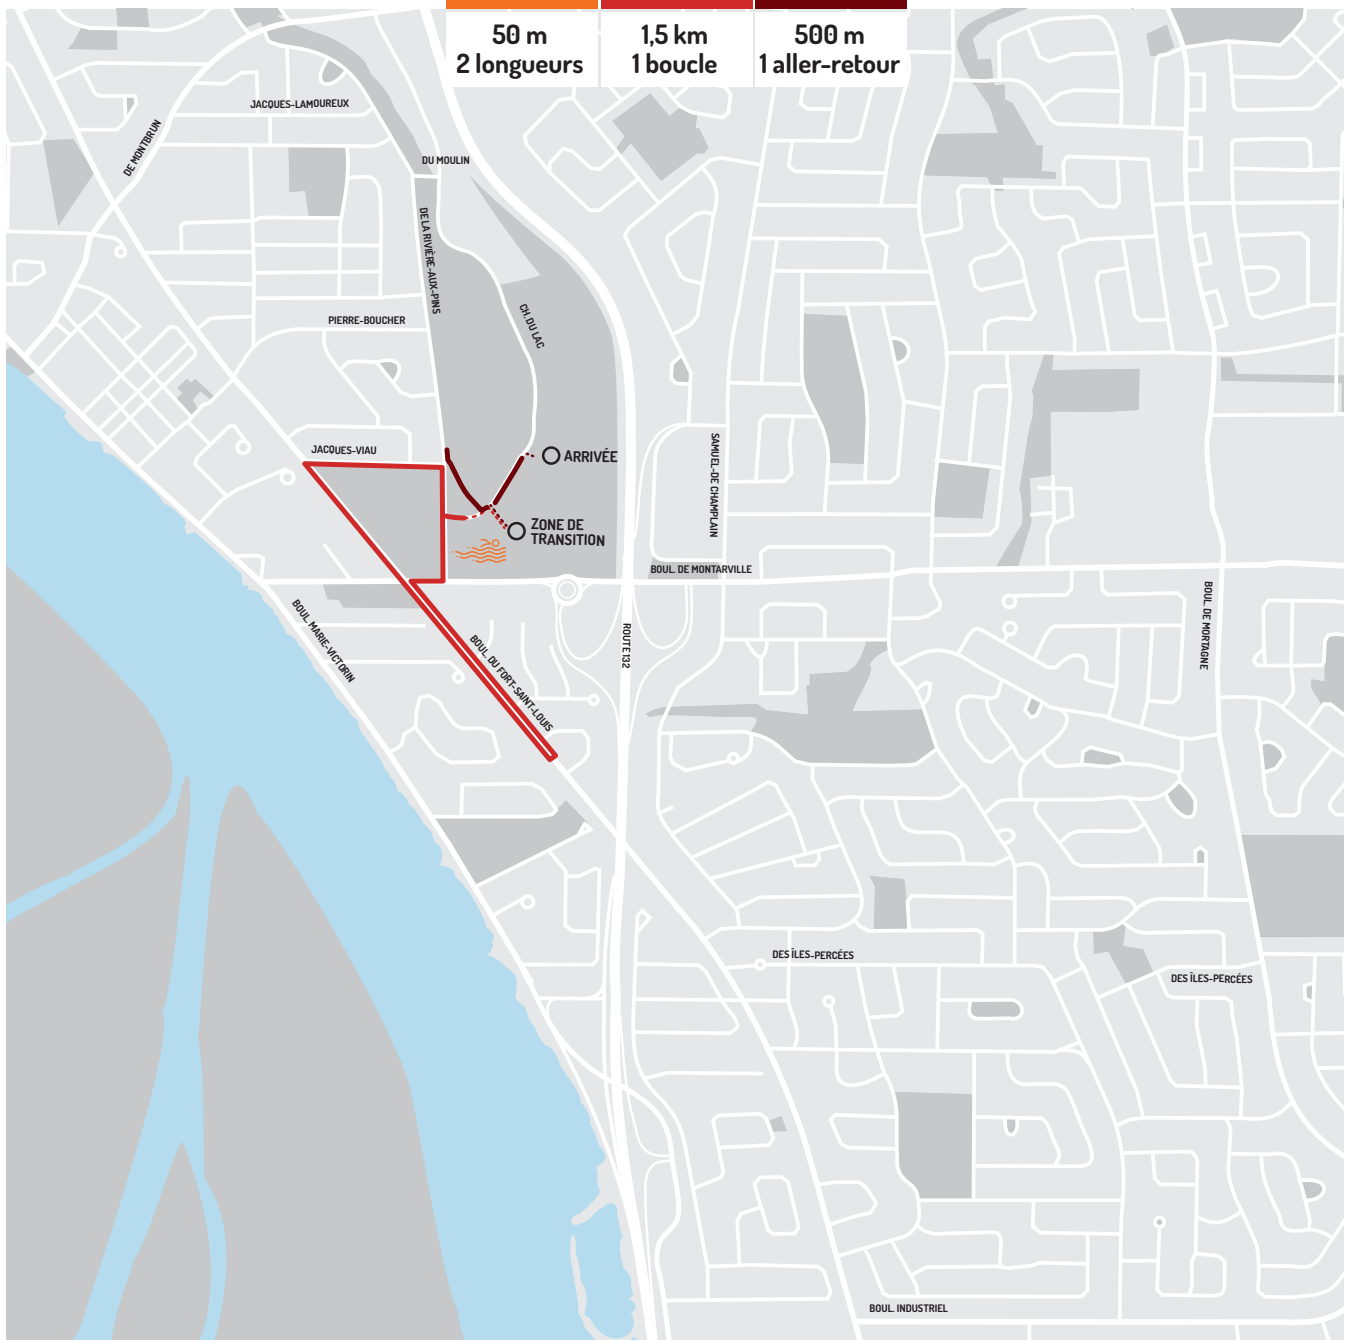 50 m
2 longueurs
1,5 km
1 boucle
500 m
1 aller-retour
JACQUES-LAMOUREUX
DE MONTBRUN
DU MOULIN
DE LA RIVIÈRE-AUX-PINS
CH. DU LAC
PIERRE-BOUCHER
JACQUES-VIAU
ARRIVÉE
SAMUEL-DE CHAMPLAIN
ZONE DE
TRANSITION
BOUL. DE MONTARVILLE
BOUL. MARIE-VICTORIN
BOUL. DU FORT-SAINT-LOUIS
ROUTE 132
BOUL. DE MORTAGNE
DES ÎLES-PERCÉES
DES ÎLES-PERCÉES
BOUL. INDUSTRIEL